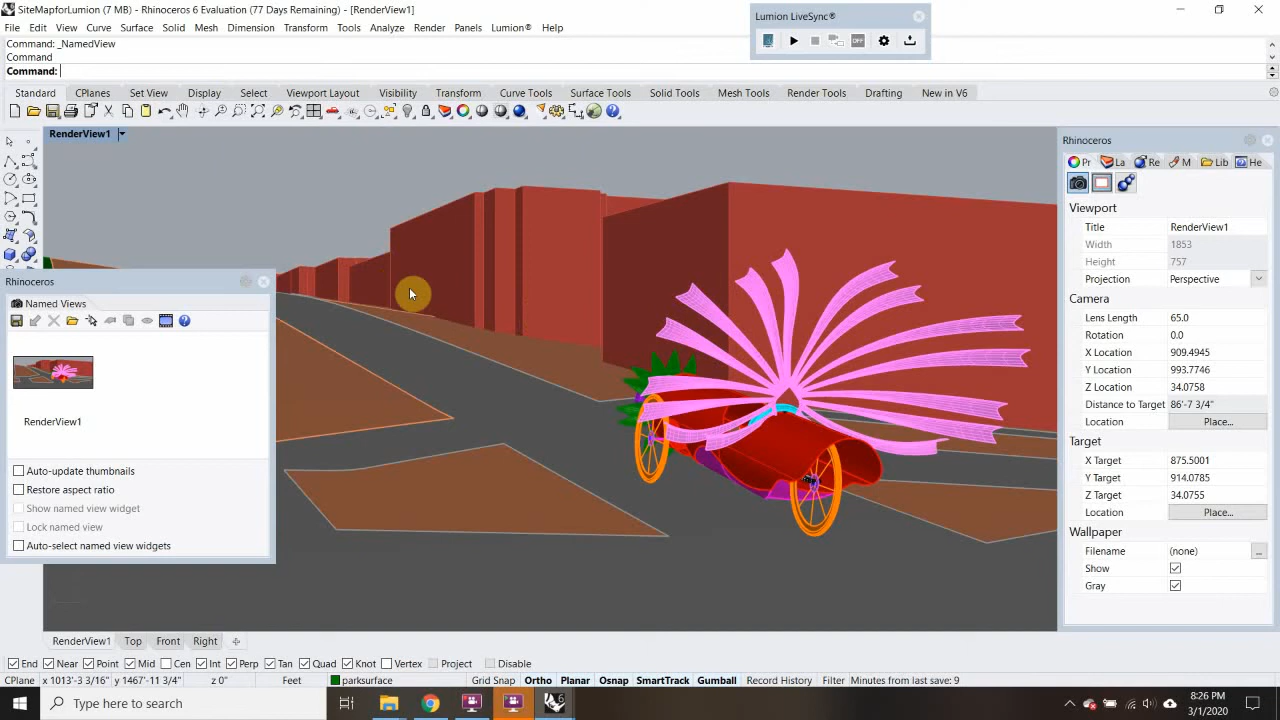 SiteMapforLumion (7 MB) - Rhinoceros 6 Evaluation (77 Days Remaining) - [RenderView1]
File Edit View Curve Surface Solid Mesh Dimension Transform Tools Analyze Render Panels Lumion® Help
Lumion LiveSync®
OFF
Command: _NamedView
Command
Command:
Standard CPlanes Set View Display Select Viewport Layout Visibility Transform Curve Tools Surface Tools Solid Tools Mesh Tools Render Tools Drafting New in V6
RenderView1
Rhinoceros
Named Views
RenderView1
Auto-update thumbnails
Restore aspect ratio
Show named view widget
Lock named view
Auto-select named view widgets
Rhinoceros
Pr La Re M Lib He
Viewport
Title RenderView1
Width 1853
Height 757
Projection Perspective
Camera
Lens Length 65.0
Rotation 0.0
X Location 909.4945
Y Location 993.7746
Z Location 34.0758
Distance to Target 86'-7 3/4"
Location Place...
Target
X Target 875.5001
Y Target 914.0785
Z Target 34.0755
Location Place...
Wallpaper
Filename (none) ...
Show
Gray
RenderView1 Top Front Right
End Near Point Mid Cen Int Perp Tan Quad Knot Vertex Project Disable
CPlane x 1013'-3 3/16" y 1467'-11 3/4" z 0" Feet parksurface Grid Snap Ortho Planar Osnap SmartTrack Gumball Record History Filter Minutes from last save: 9
Type here to search
8:26 PM
3/1/2020